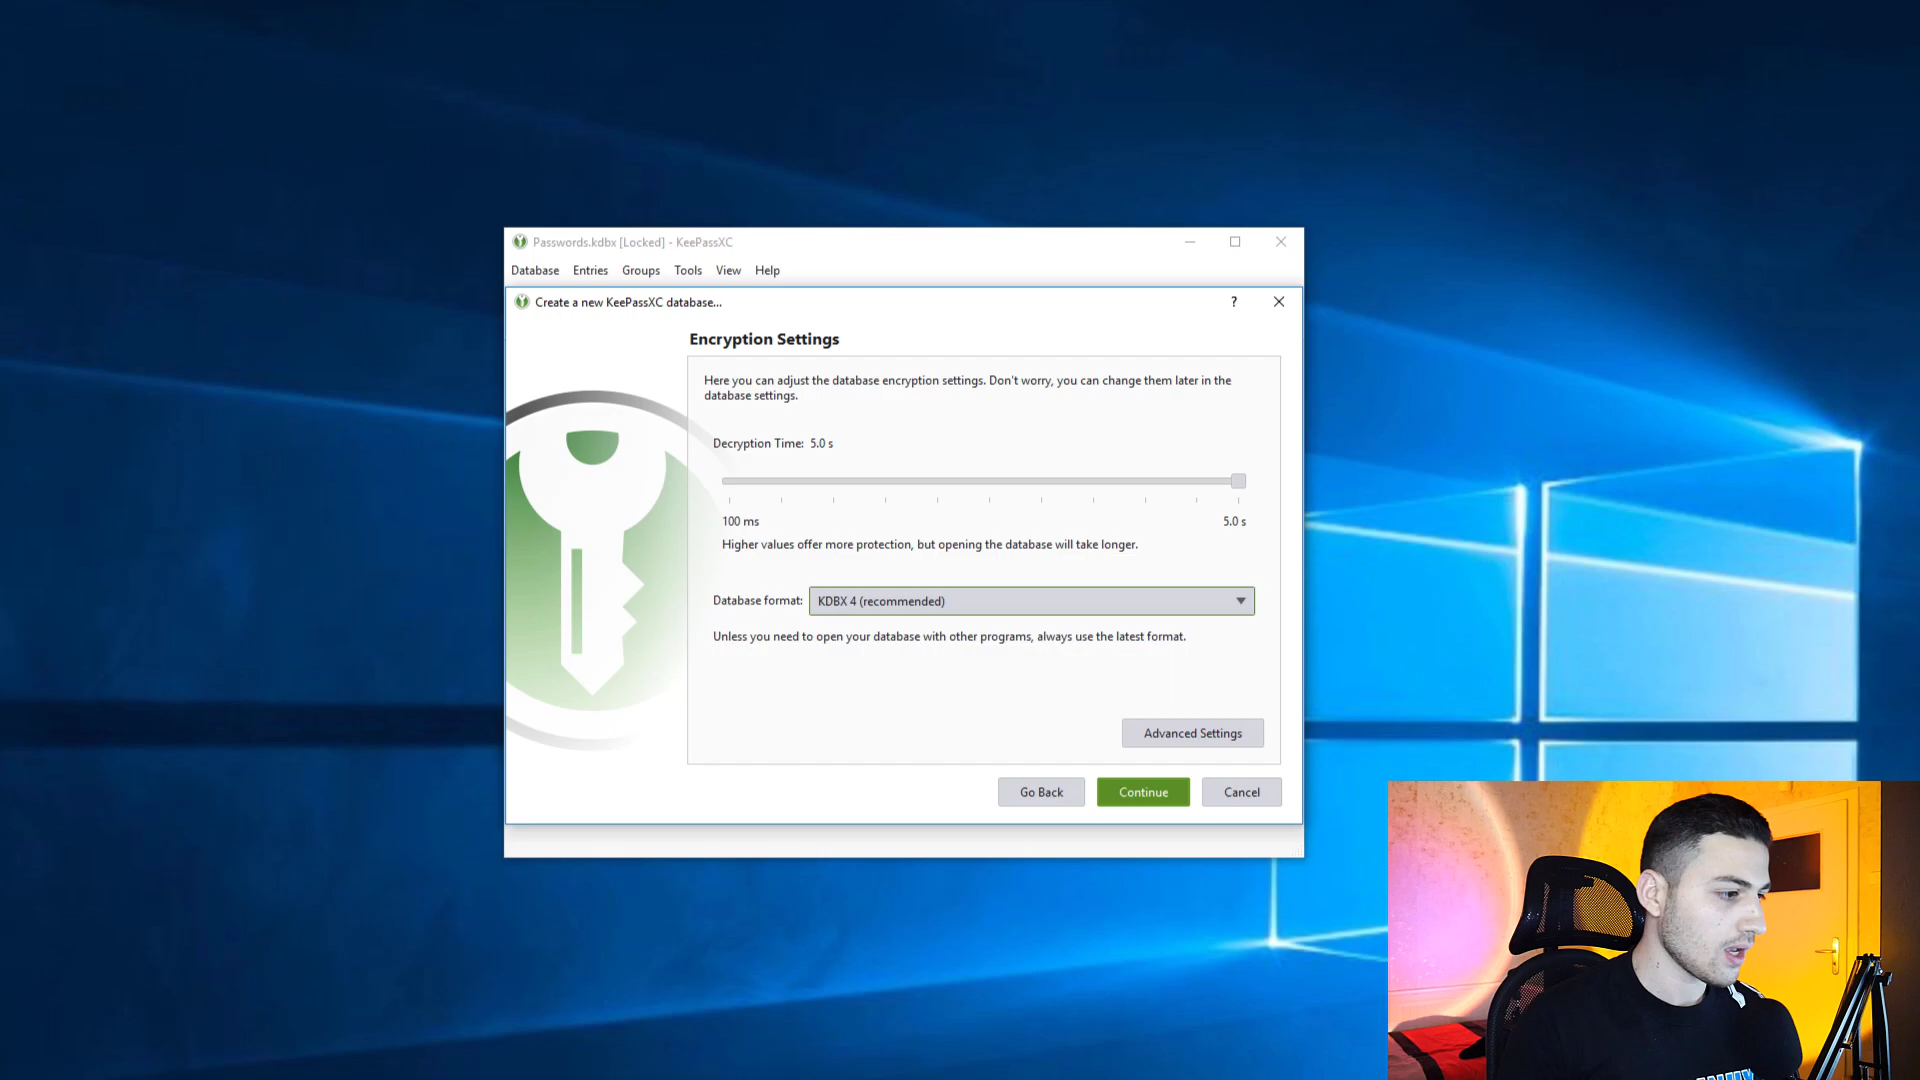 Passwords.kdbx [Locked] - KeePassXC
Database Entries Groups Tools View Help
Create a new KeePassXC database...
?
Encryption Settings
Here you can adjust the database encryption settings. Don't worry, you can change them later in the
database settings.
Decryption Time: 5.0 s
100 ms 5.0 s
Higher values offer more protection, but opening the database will take longer.
Database format: KDBX 4 (recommended)
Unless you need to open your database with other programs, always use the latest format.
Advanced Settings
Go Back Continue Cancel